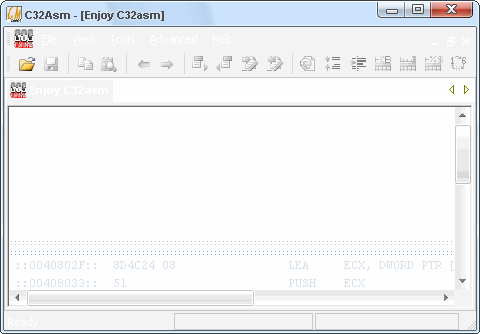 C32Asm - [Enjoy C32asm]
File View Tools Advanced Help
Enjoy C32asm
::0040802F:: 8D4C24 08 LEA ECX, DWORD PTR [
::00408033:: 51 PUSH ECX
Ready